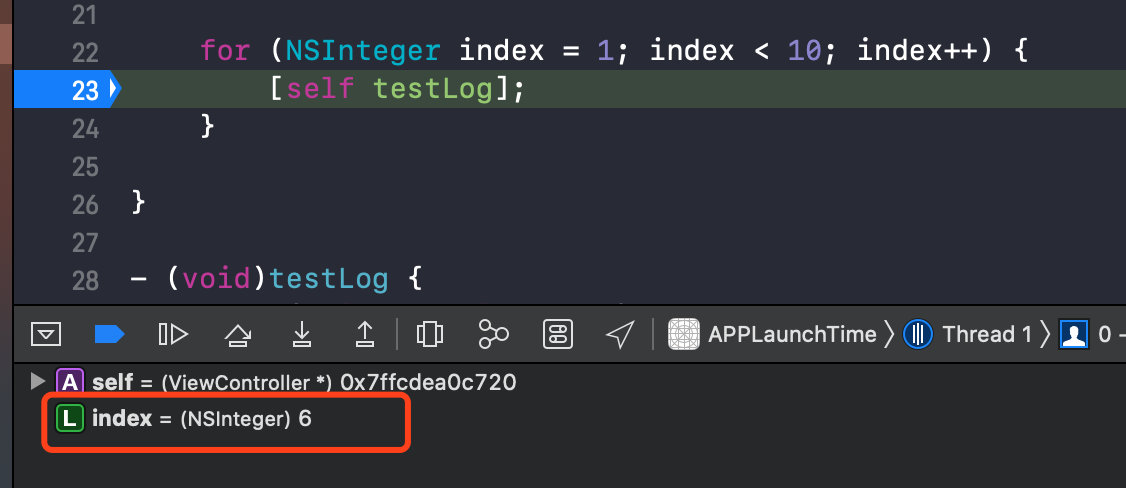 21
22 for (NSInteger index = 1; index < 10; index++) {
23 [self testLog];
24 }
25
26 }
27
28 - (void)testLog {
APPLaunchTime 〉 Thread 1 〉 0 -
A self = (ViewController *) 0x7ffcdea0c720
L index = (NSInteger) 6